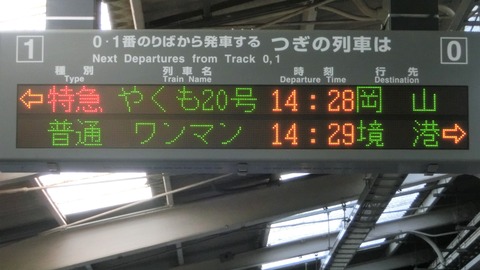 1 0・1番のりばから発車する つぎの列車は 0
Next Departures from Track 0,1
種別 列車名 時刻 行先
Type Train Name Departure Time Destination
⇦特急 やくも20号 14:28 岡山
普通 ワンマン 14:29 境港⇨